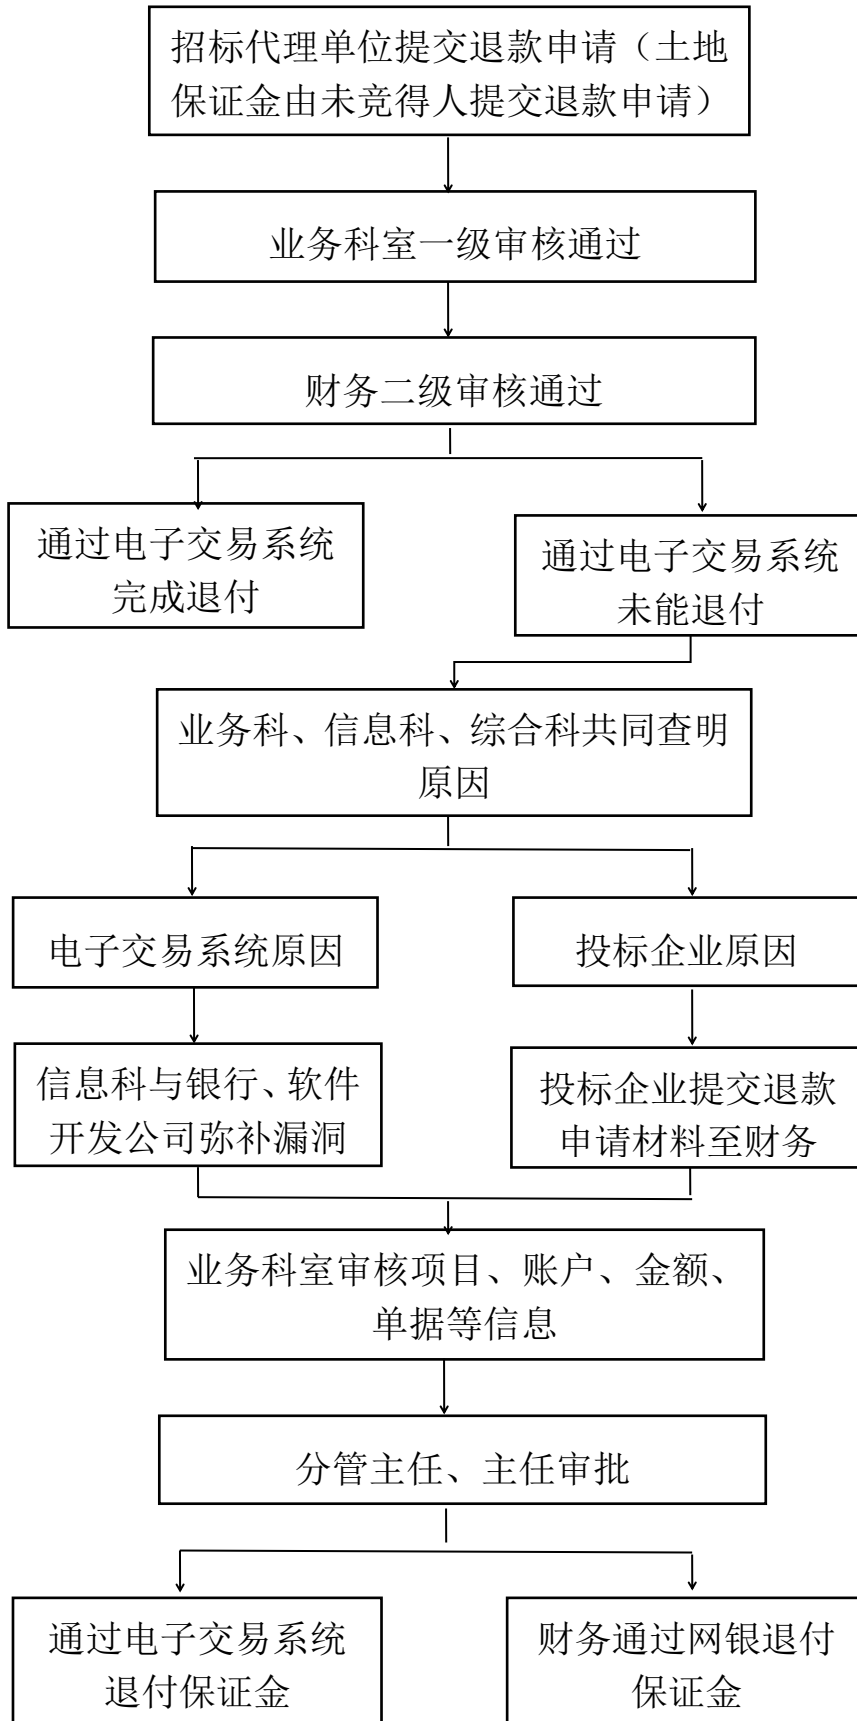 招标代理单位提交退款申请（土地
保证金由未竞得人提交退款申请）
业务科室一级审核通过
财务二级审核通过
通过电子交易系统
完成退付
通过电子交易系统
未能退付
业务科、信息科、综合科共同查明
原因
电子交易系统原因
投标企业原因
信息科与银行、软件
开发公司弥补漏洞
投标企业提交退款
申请材料至财务
业务科室审核项目、账户、金额、
单据等信息
分管主任、主任审批
通过电子交易系统
退付保证金
财务通过网银退付
保证金